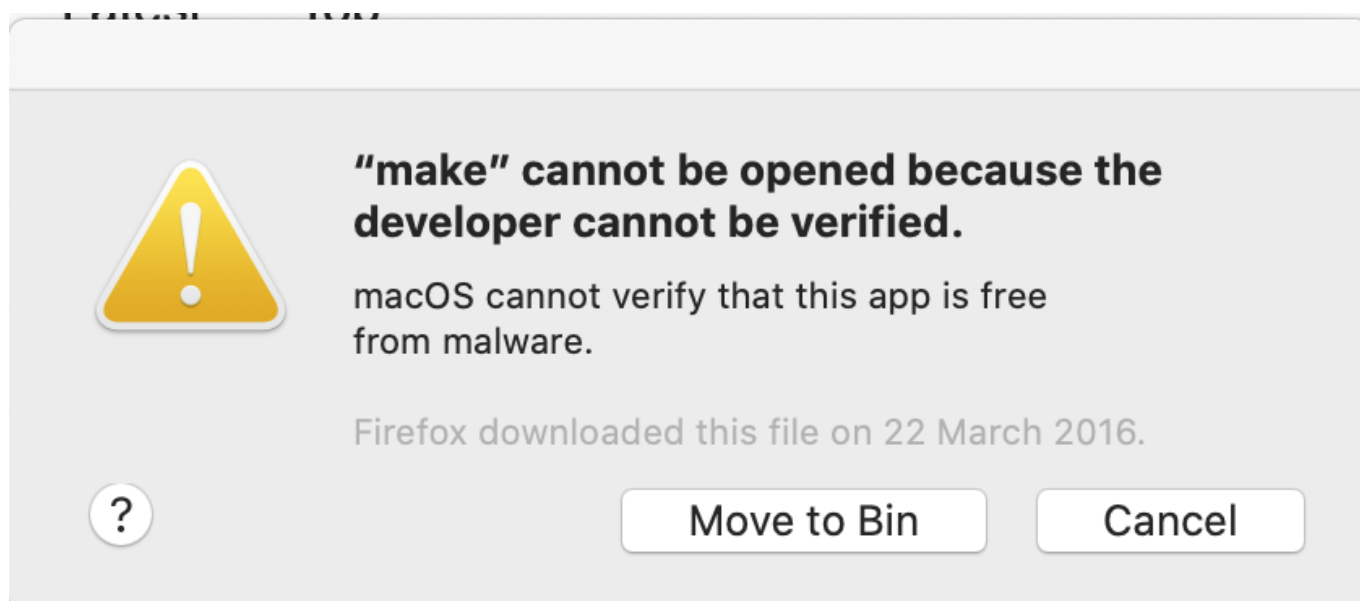 “make” cannot be opened because the
developer cannot be verified.
macOS cannot verify that this app is free
from malware.
Firefox downloaded this file on 22 March 2016.
?
Move to Bin
Cancel